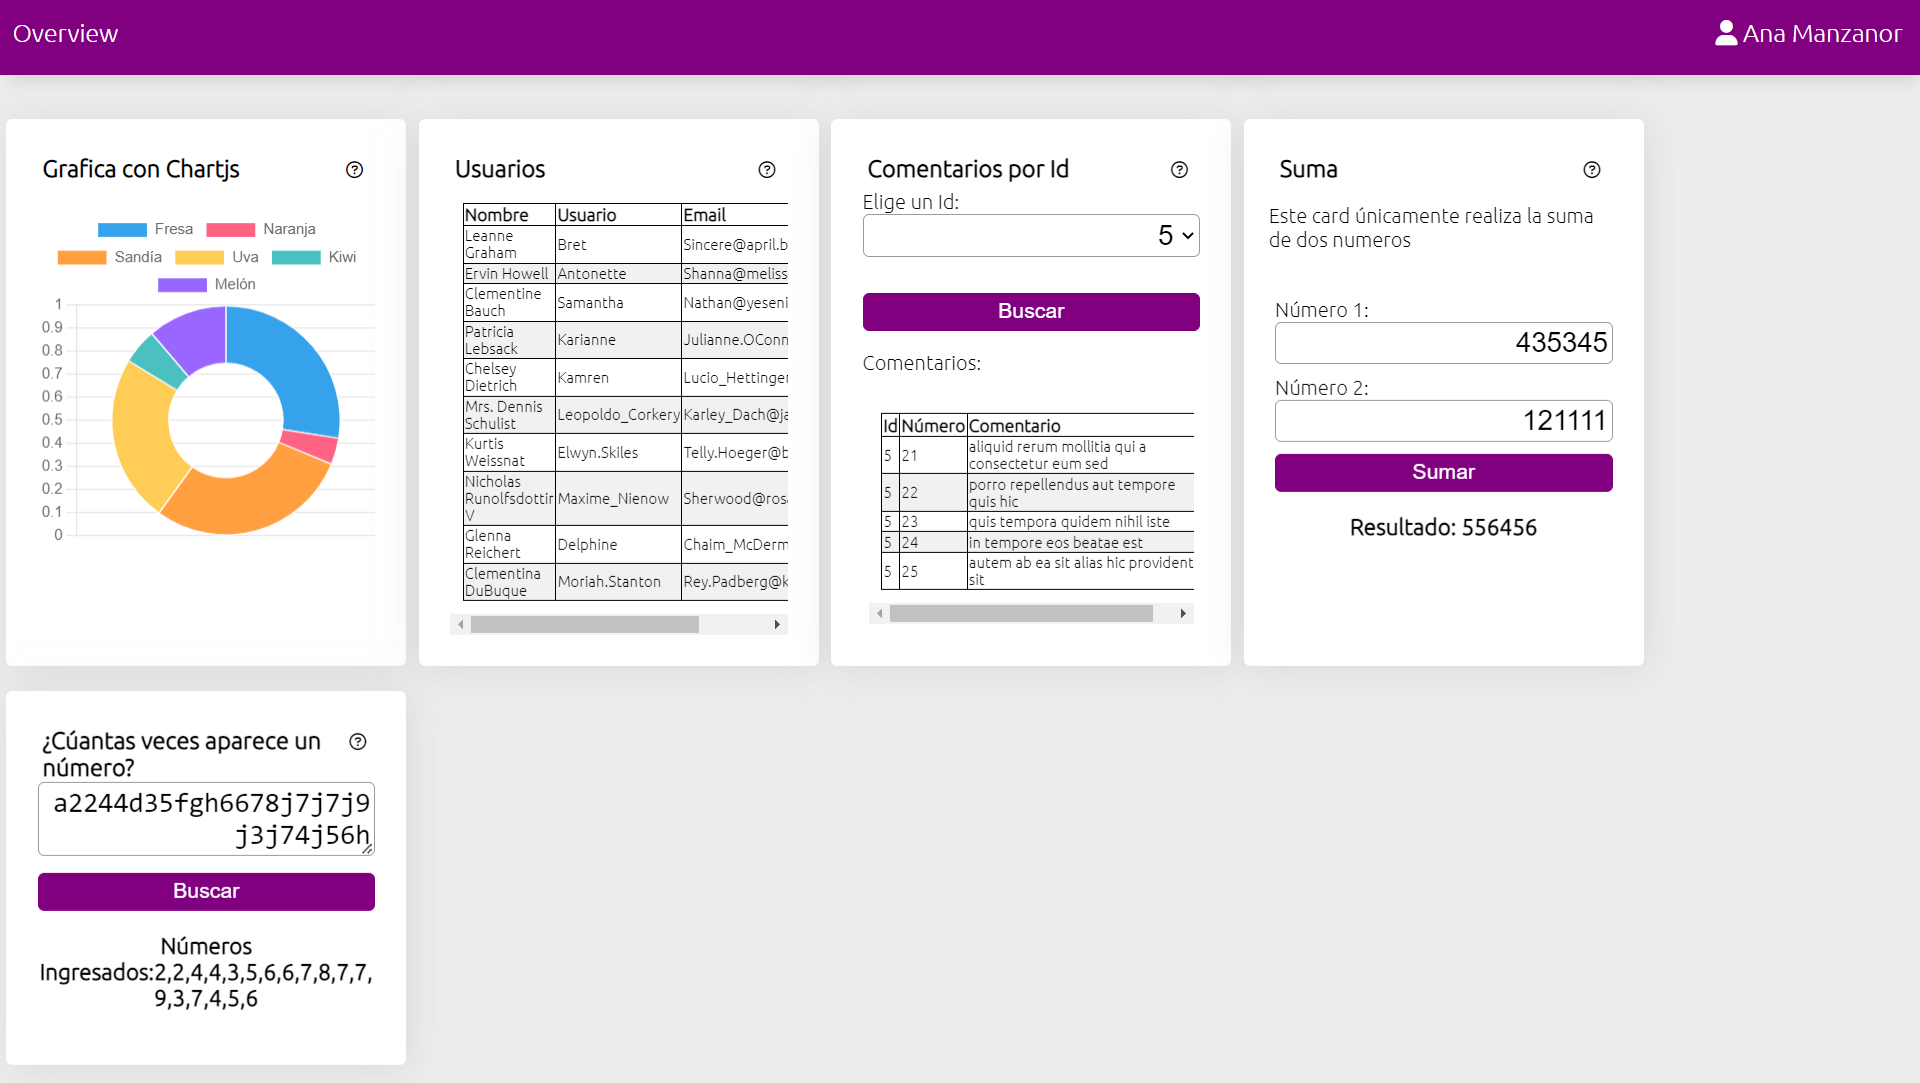 Overview
Ana Manzanor
Grafica con Chartjs
Fresa Naranja
Sandía Uva Kiwi
Melón
1
0.9
0.8
0.7
0.6
0.5
0.4
0.3
0.2
0.1
0
Usuarios
Nombre Usuario Email
Leanne Graham Bret Sincere@april.b
Ervin Howell Antonette Shanna@meliss
Clementine Bauch Samantha Nathan@yeseni
Patricia Lebsack Karianne Julianne.OConn
Chelsey Dietrich Kamren Lucio_Hettinger
Mrs. Dennis Schulist Leopoldo_Corkery Karley_Dach@ja
Kurtis Weissnat Elwyn.Skiles Telly.Hoeger@b
Nicholas Runolfsdottir V Maxime_Nienow Sherwood@rosa
Glenna Reichert Delphine Chaim_McDerm
Clementina DuBuque Moriah.Stanton Rey.Padberg@k
Comentarios por Id
Elige un Id:
5
Buscar
Comentarios:
Id Número Comentario
5 21 aliquid rerum mollitia qui a
consectetur eum sed
5 22 porro repellendus aut tempore
quis hic
5 23 quis tempora quidem nihil iste
5 24 in tempore eos beatae est
5 25 autem ab ea sit alias hic provident
sit
Suma
Este card únicamente realiza la suma
de dos numeros
Número 1:
435345
Número 2:
121111
Sumar
Resultado: 556456
¿Cúantas veces aparece un
número?
a2244d35fgh6678j7j7j9
j3j74j56h
Buscar
Números
Ingresados:2,2,4,4,3,5,6,6,7,8,7,7,
9,3,7,4,5,6